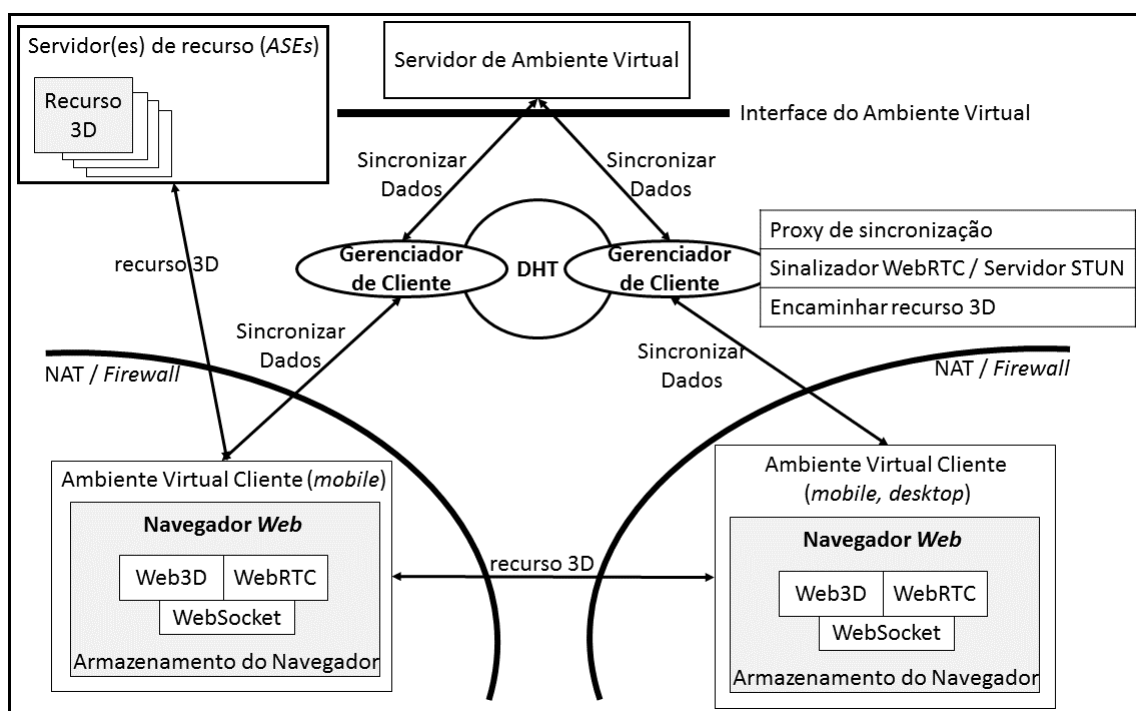 Servidor(es) de recurso (ASEs)
Recurso
3D
Servidor de Ambiente Virtual
Interface do Ambiente Virtual
Sincronizar
Dados
Sincronizar
Dados
recurso 3D
Gerenciador
de Cliente
DHT
Gerenciador
de Cliente
Proxy de sincronização
Sinalizador WebRTC / Servidor STUN
Encaminhar recurso 3D
Sincronizar
Dados
Sincronizar
Dados
NAT / Firewall
NAT / Firewall
Ambiente Virtual Cliente (mobile)
Navegador Web
Web3D
WebRTC
WebSocket
Armazenamento do Navegador
recurso 3D
Ambiente Virtual Cliente
(mobile, desktop)
Navegador Web
Web3D
WebRTC
WebSocket
Armazenamento do Navegador